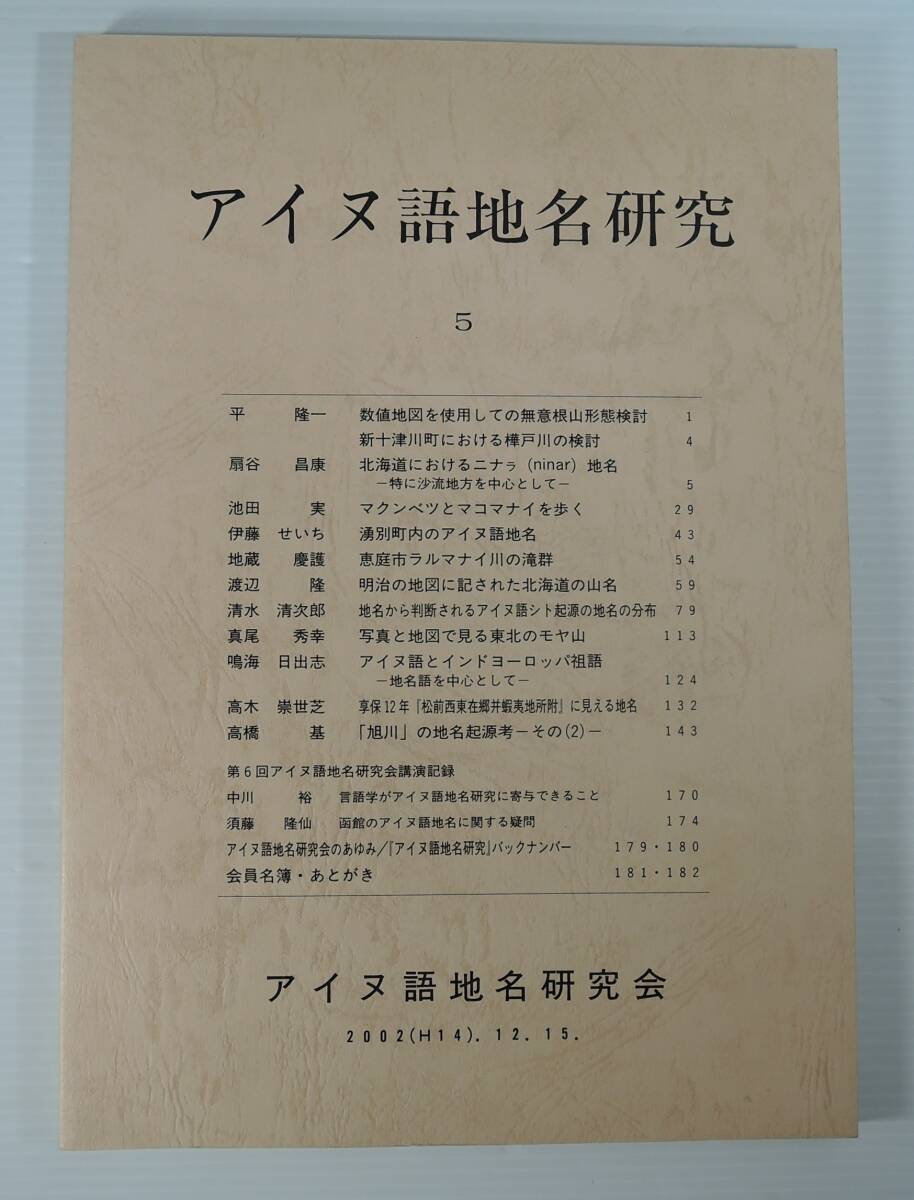 アイヌ語地名研究
5
平 隆一 数値地図を使用しての無意根山形態検討 1
新十津川町における樺戸川の検討 4
扇谷 昌康 北海道におけるニナㇻ (ninar) 地名
－特に沙流地方を中心として－ 5
池田 実 マクンベツとマコマナイを歩く 29
伊藤 せいち 湧別町内のアイヌ語地名 43
地蔵 慶護 恵庭市ラルマナイ川の滝群 54
渡辺 隆 明治の地図に記された北海道の山名 59
清水 清次郎 地名から判断されるアイヌ語シト起源の地名の分布 79
真尾 秀幸 写真と地図で見る東北のモヤ山 113
鳴海 日出志 アイヌ語とインドヨーロッパ祖語
－地名語を中心として－ 124
高木 崇世芝 享保12年『松前西東在郷并蝦夷地所附』に見える地名 132
高橋 基 「旭川」の地名起源考－その(2)－ 143
第6回アイヌ語地名研究会講演記録
中川 裕 言語学がアイヌ語地名研究に寄与できること 170
須藤 隆仙 函館のアイヌ語地名に関する疑問 174
アイヌ語地名研究会のあゆみ/『アイヌ語地名研究』バックナンバー 179・180
会員名簿・あとがき 181・182
アイヌ語地名研究会
2002(H14). 12. 15.